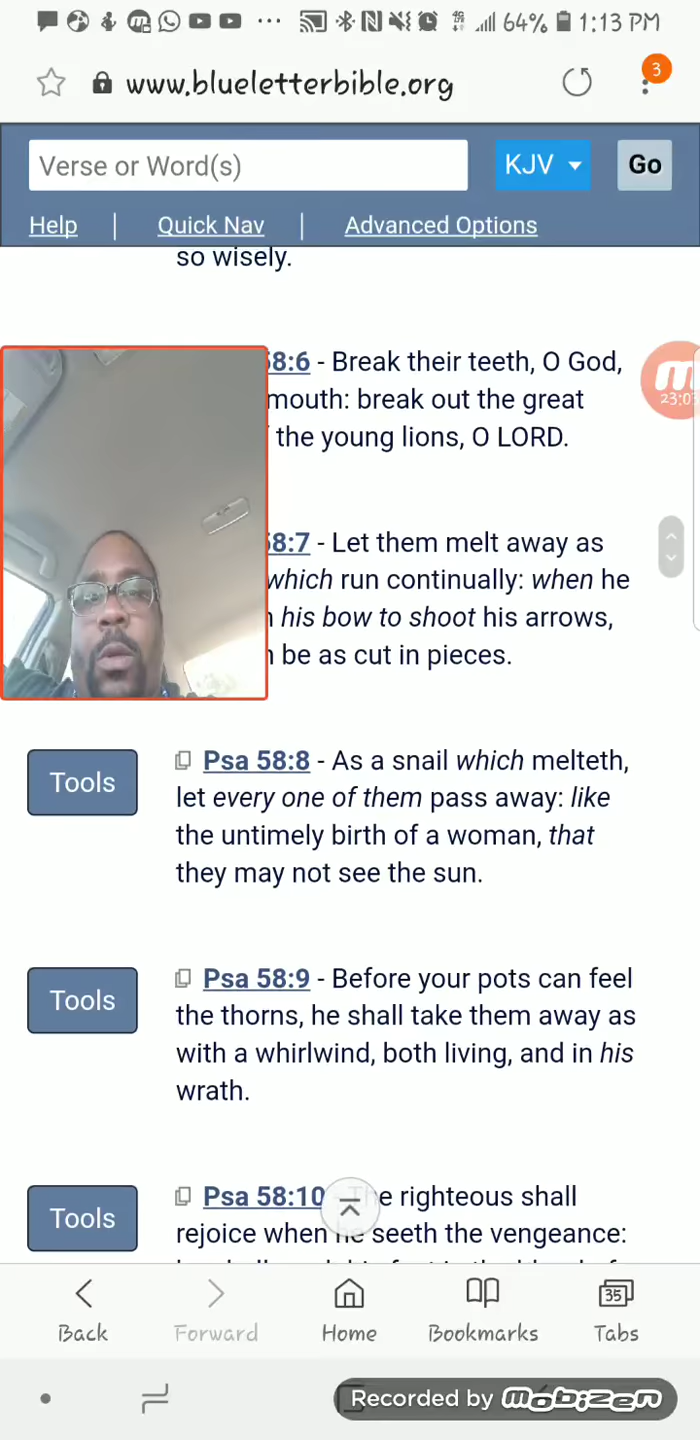 64% 1:13 PM
www.blueletterbible.org
3
Verse or Word(s)
KJV
Go
Help | Quick Nav | Advanced Options
so wisely.
58:6 - Break their teeth, O God,
mouth: break out the great
the young lions, O LORD.
23:03
58:7 - Let them melt away as
which run continually: when he
his bow to shoot his arrows,
be as cut in pieces.
Tools
Psa 58:8 - As a snail which melteth,
let every one of them pass away: like
the untimely birth of a woman, that
they may not see the sun.
Tools
Psa 58:9 - Before your pots can feel
the thorns, he shall take them away as
with a whirlwind, both living, and in his
wrath.
Tools
Psa 58:10 - The righteous shall
rejoice when he seeth the vengeance:
35
Back
Forward
Home
Bookmarks
Tabs
Recorded by mobizen